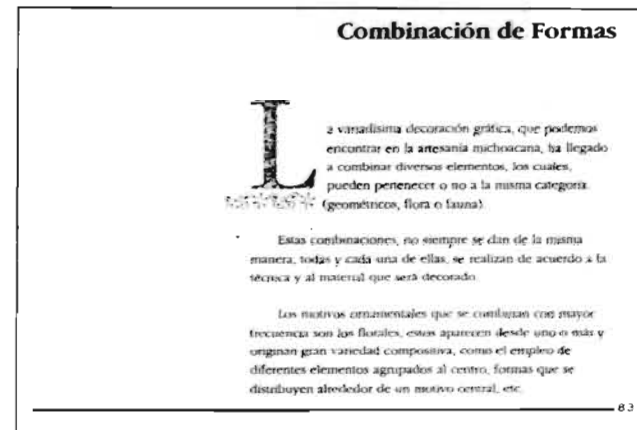 Combinación de Formas
La variadísima decoración gráfica, que podemos
encontrar en la artesanía michoacana, ha llegado
a combinar diversos elementos, los cuales,
pueden pertenecer o no a la misma categoría.
(geométricos, flora o fauna)
Estas combinaciones, no siempre se dan de la misma
manera, todas y cada una de ellas, se realizan de acuerdo a la
técnica y al material que será decorado
Los motivos ornamentales que se combinan con mayor
frecuencia son los florales, estos aparecen desde uno o más y
originan gran variedad compositiva, como el empleo de
diferentes elementos agrupados al centro, formas que se
distribuyen alrededor de un motivo central, etc.
83